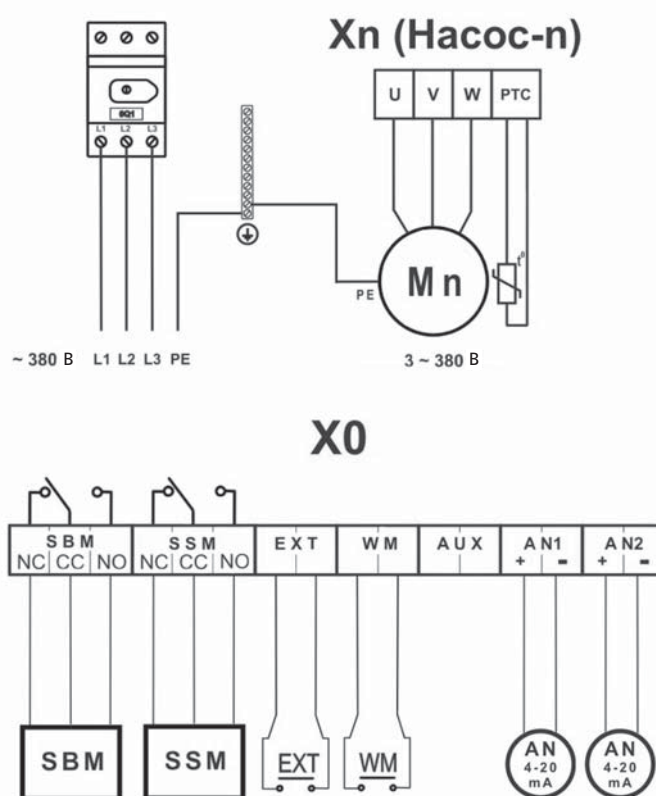 Xn (Насос-n)
U V W PTC
SQ1
L1 L2 L3
t°
PE
M n
~ 380 В L1 L2 L3 PE
3 ~ 380 В
X0
SBM SSM EXT WM AUX AN1 AN2
NC CC NO NC CC NO + - + -
SBM SSM EXT WM AN AN
4-20 4-20
mA mA